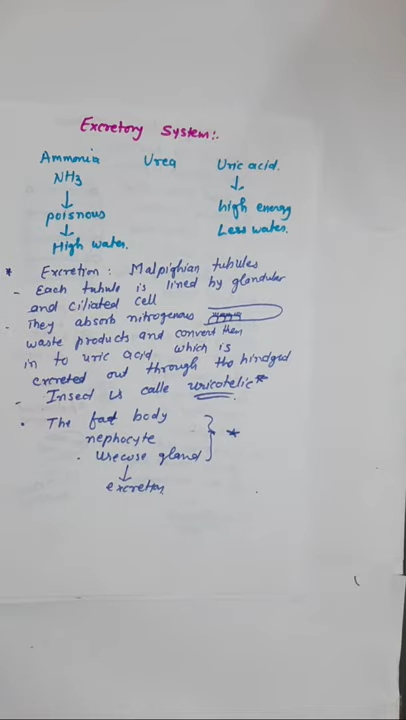 Excretory System:.
Ammonia Urea Uric acid.
NH3
poisnous high energy
High water. Less water.
* Excretion: Malpighian tubules
- Each tubule is lined by glandular
and ciliated cell
- They absorb nitrogenous
waste products and convert then
in to uric acid which is
excreted out through the hindged
- Insect is calle uricotelic*
• The fat body
nephocyte *
. urecose gland
excretion